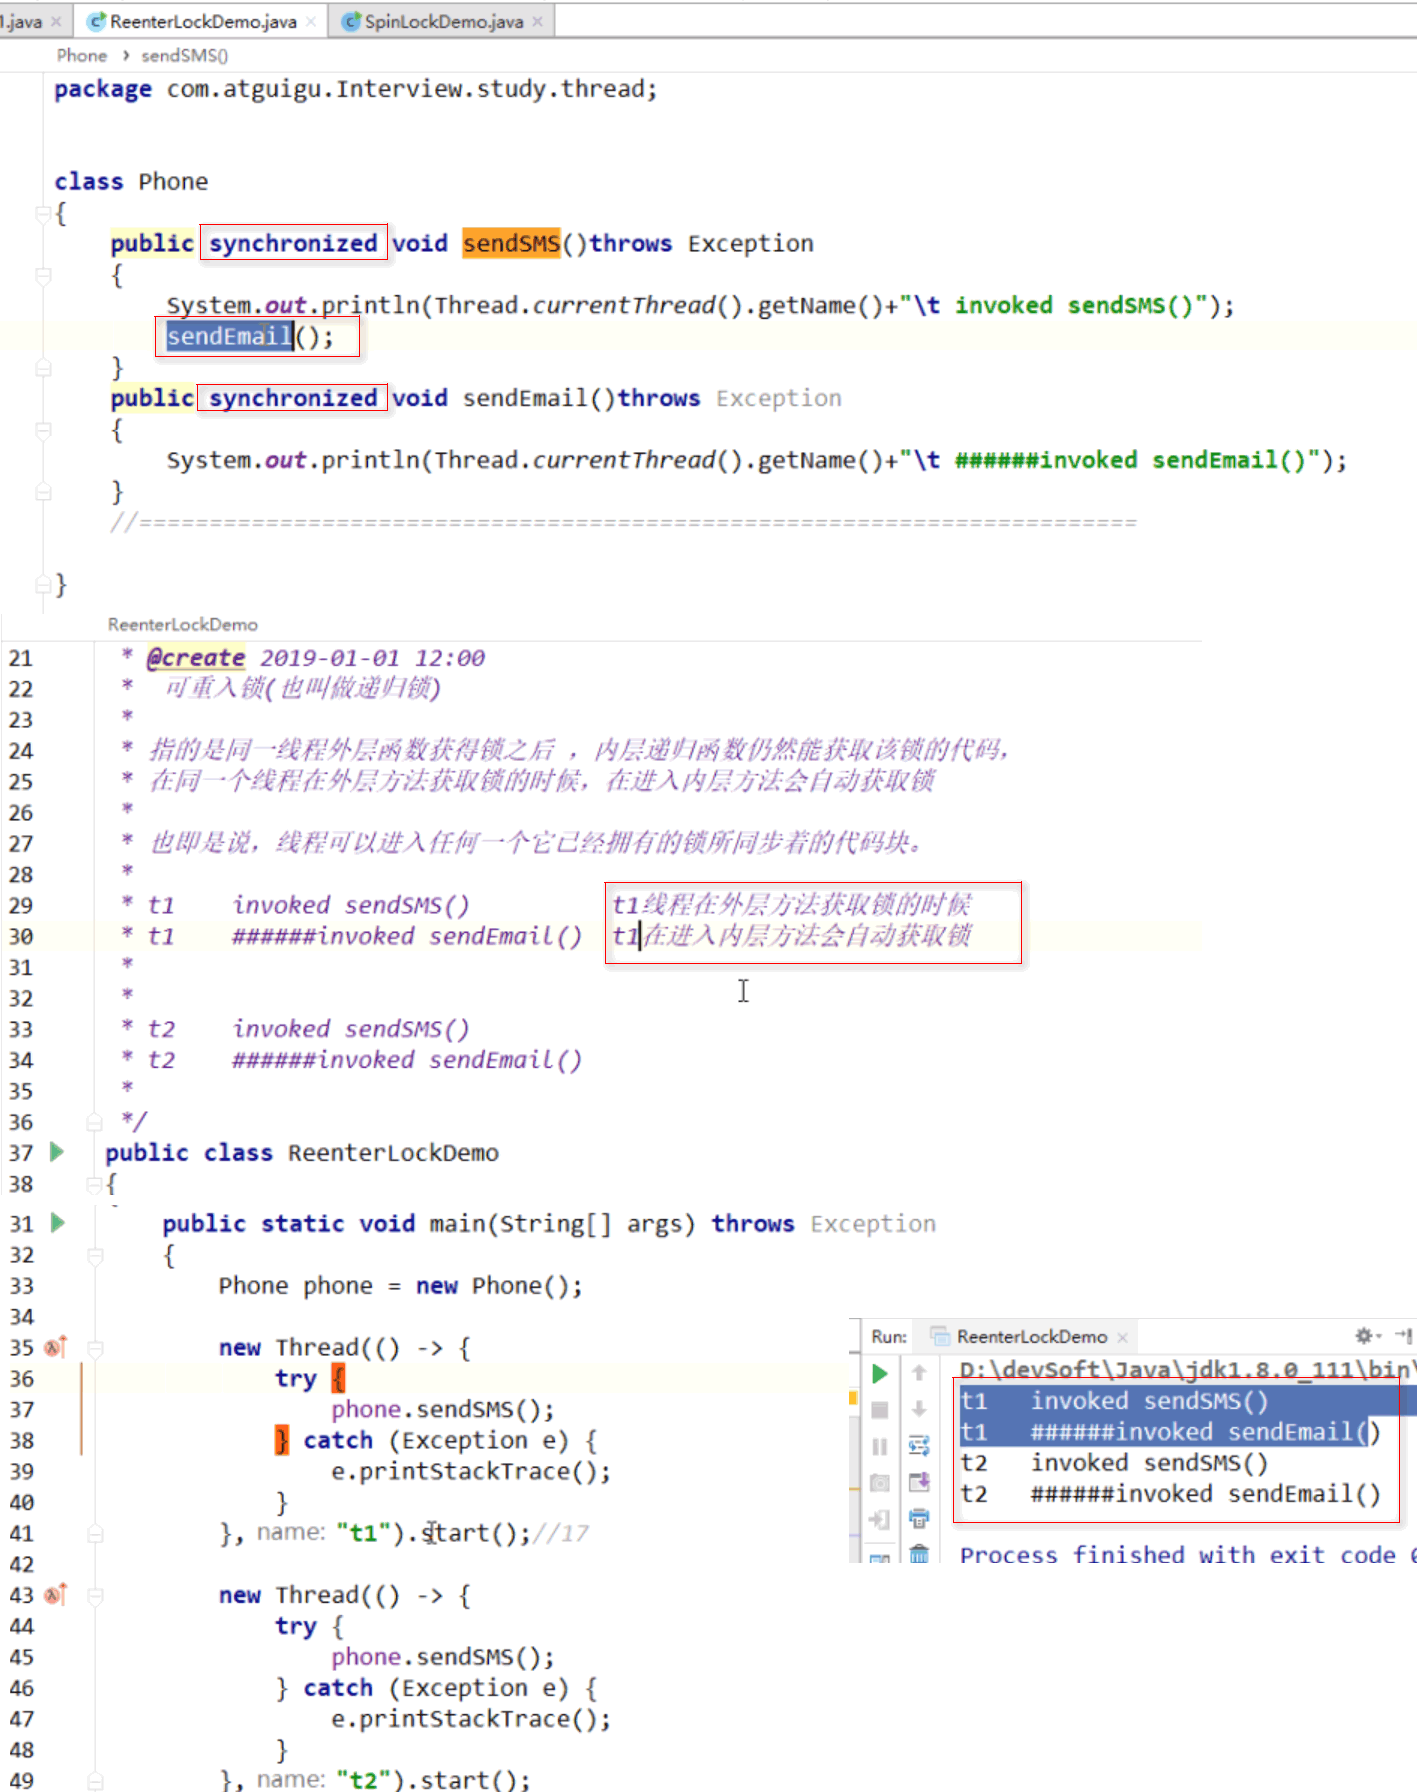 1.java × ReenterLockDemo.java × SpinLockDemo.java ×
Phone › sendSMS()
package com.atguigu.Interview.study.thread;
class Phone
{
public synchronized void sendSMS()throws Exception
{
System.out.println(Thread.currentThread().getName()+"\t invoked sendSMS()");
sendEmail();
}
public synchronized void sendEmail()throws Exception
{
System.out.println(Thread.currentThread().getName()+"\t ######invoked sendEmail()");
}
//=======================================================================
}
ReenterLockDemo
21 * @create 2019-01-01 12:00
22 * 可重入锁(也叫做递归锁)
23 *
24 * 指的是同一线程外层函数获得锁之后 ，内层递归函数仍然能获取该锁的代码，
25 * 在同一个线程在外层方法获取锁的时候，在进入内层方法会自动获取锁
26 *
27 * 也即是说，线程可以进入任何一个它已经拥有的锁所同步着的代码块。
28 *
29 * t1 invoked sendSMS() t1线程在外层方法获取锁的时候
30 * t1 ######invoked sendEmail() t1在进入内层方法会自动获取锁
31 *
32 *
33 * t2 invoked sendSMS()
34 * t2 ######invoked sendEmail()
35 *
36 */
37 public class ReenterLockDemo
38 {
31 public static void main(String[] args) throws Exception
32 {
33 Phone phone = new Phone();
34
35 new Thread(() -> {
36 try {
37 phone.sendSMS();
38 } catch (Exception e) {
39 e.printStackTrace();
40 }
41 }, name: "t1").start();//17
42
43 new Thread(() -> {
44 try {
45 phone.sendSMS();
46 } catch (Exception e) {
47 e.printStackTrace();
48 }
49 }, name: "t2").start();
Run: ReenterLockDemo ×
D:\devSoft\Java\jdk1.8.0_111\bin\
t1 invoked sendSMS()
t1 ######invoked sendEmail()
t2 invoked sendSMS()
t2 ######invoked sendEmail()
Process finished with exit code 0